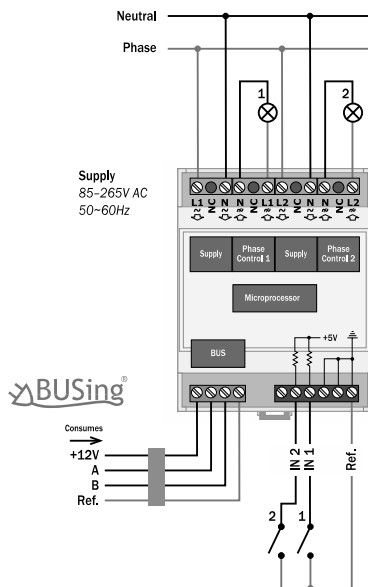 Neutral
Phase
1
2
Supply
85-265V AC
50~60Hz
L1 NC N N NC L1 L2 NC N N NC L2
Supply
Phase Control 1
Supply
Phase Control 2
Microprocessor
+5V
BUS
BUSing®
Consumes
+12V
A
B
Ref.
IN 2
IN 1
Ref.
2
1